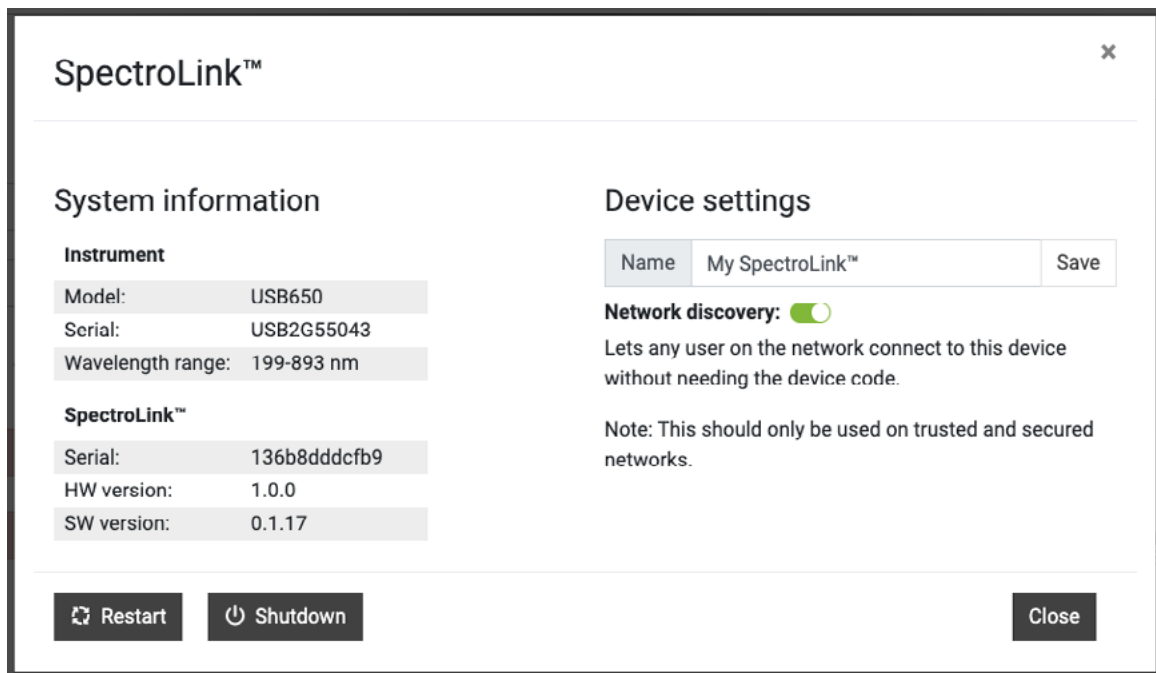 SpectroLink™
×
System information
Instrument
Model: USB650
Serial: USB2G55043
Wavelength range: 199-893 nm
SpectroLink™
Serial: 136b8dddcfb9
HW version: 1.0.0
SW version: 0.1.17
Device settings
Name My SpectroLink™ Save
Network discovery:
Lets any user on the network connect to this device
without needing the device code.
Note: This should only be used on trusted and secured
networks.
Restart Shutdown Close